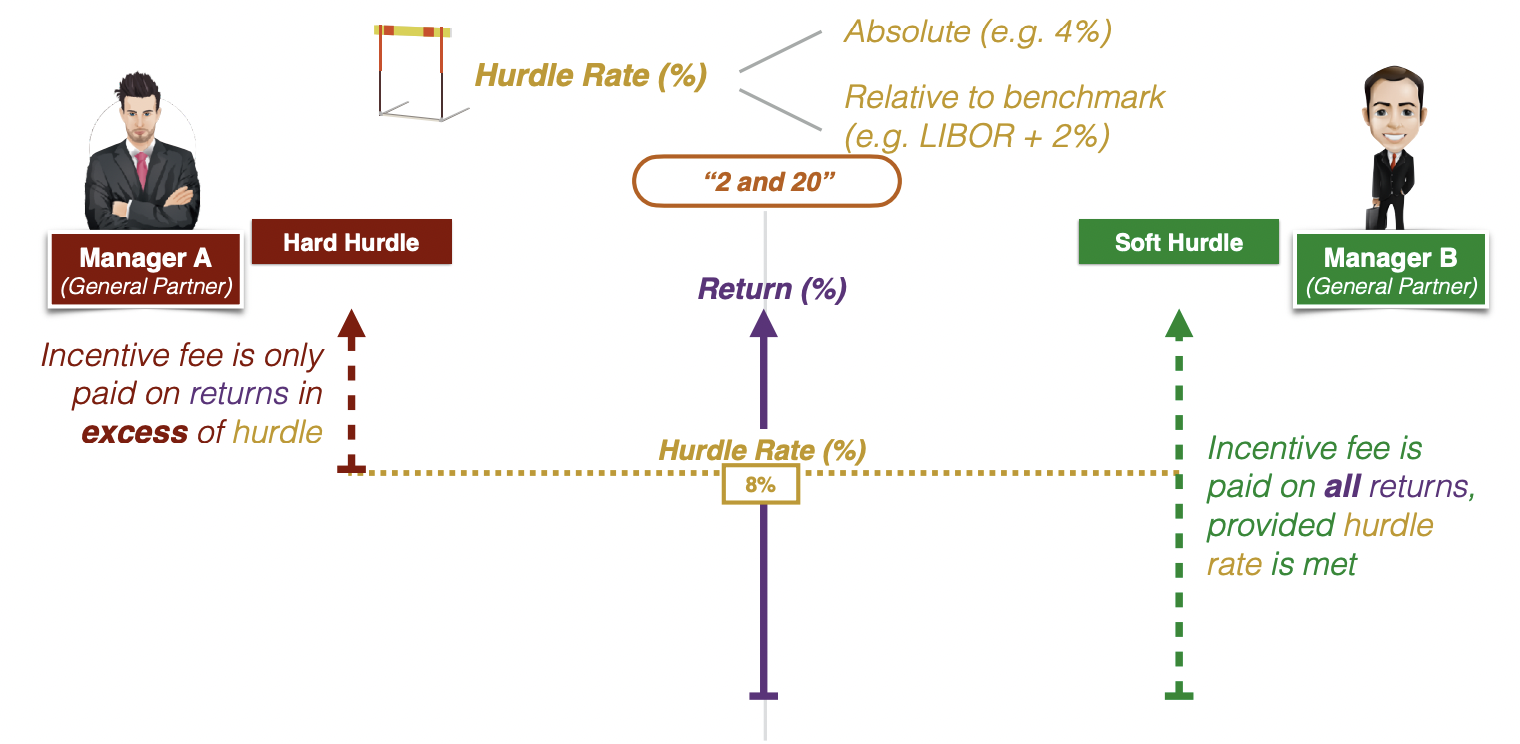 Absolute (e.g. 4%)
Hurdle Rate (%)
Relative to benchmark
(e.g. LIBOR + 2%)
“2 and 20”
Manager A
(General Partner)
Hard Hurdle
Soft Hurdle
Manager B
(General Partner)
Return (%)
Incentive fee is only
paid on returns in
excess of hurdle
Hurdle Rate (%)
8%
Incentive fee is
paid on all returns,
provided hurdle
rate is met